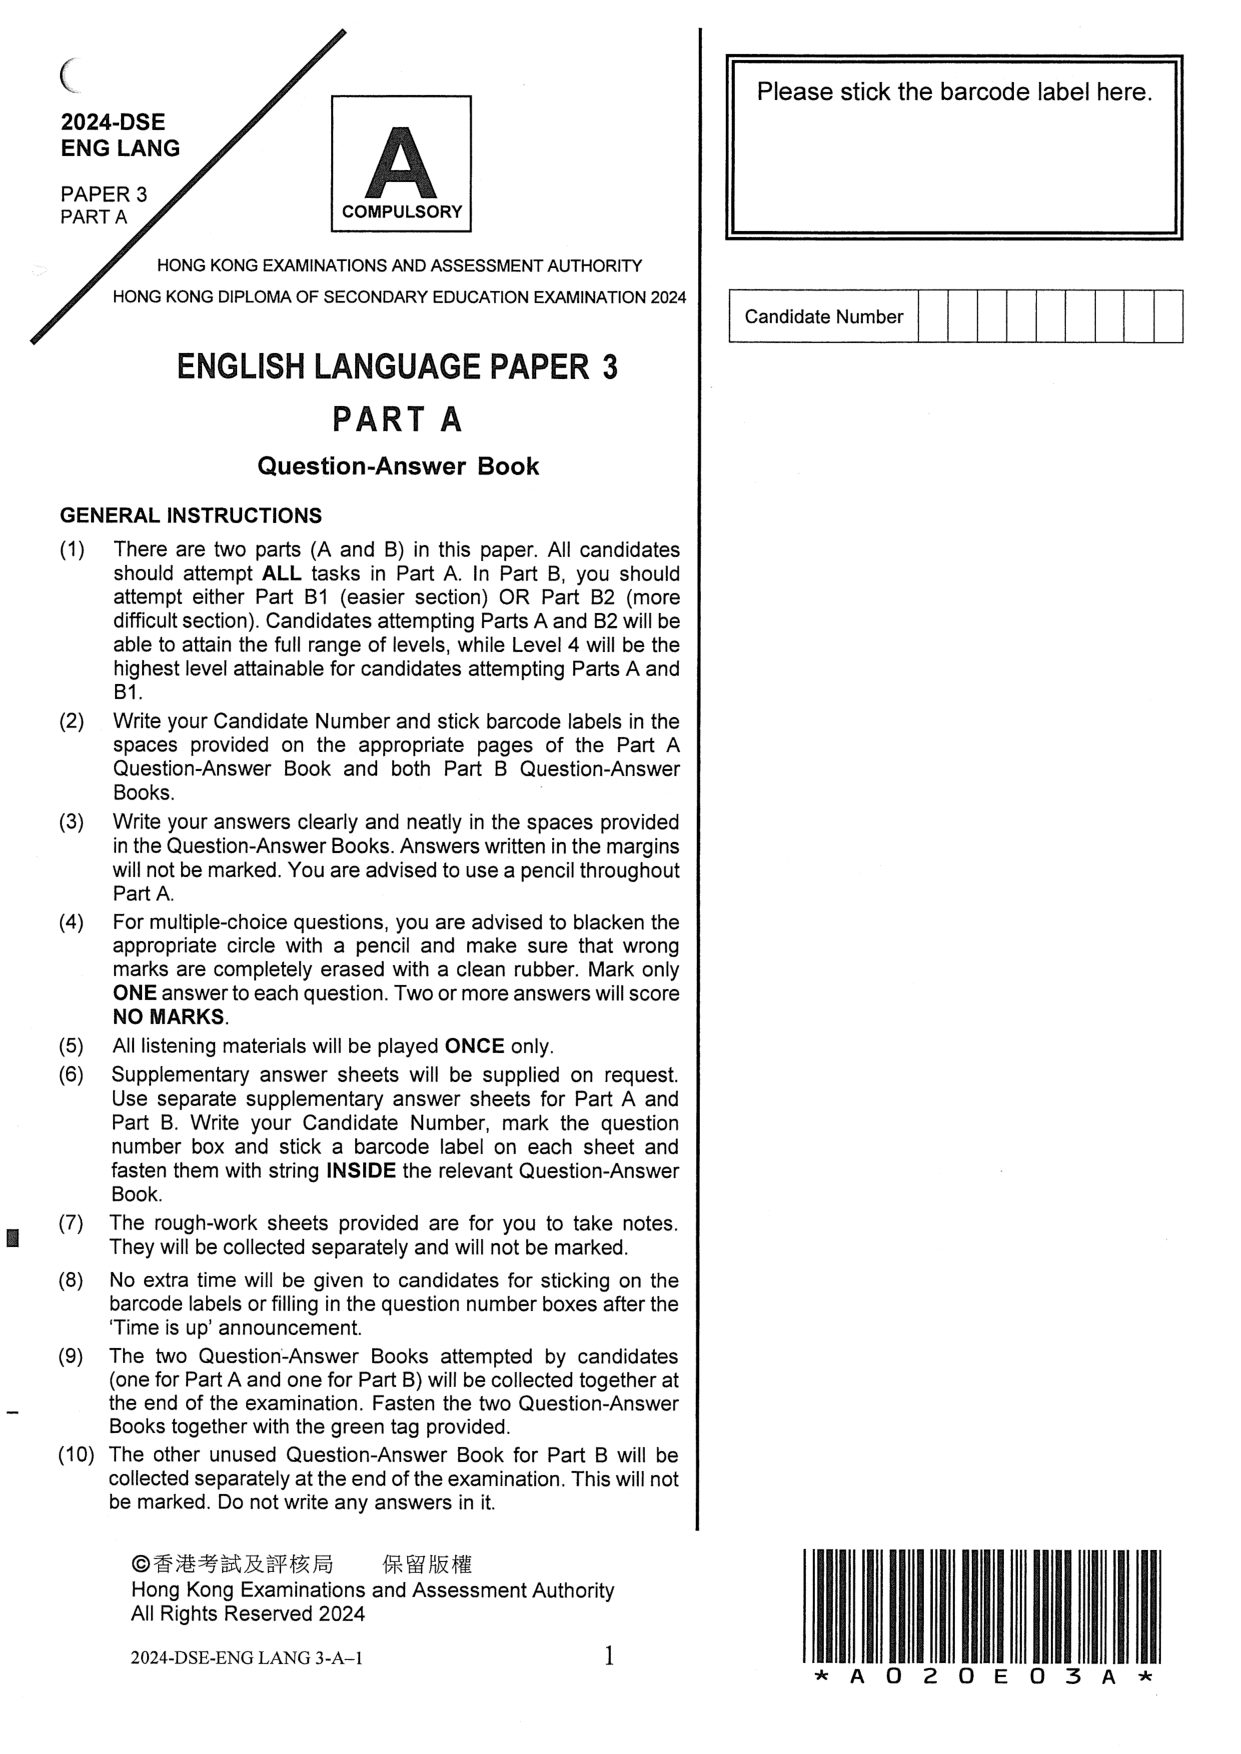 2024-DSE
ENG LANG
PAPER 3
PART A
A
COMPULSORY
HONG KONG EXAMINATIONS AND ASSESSMENT AUTHORITY
HONG KONG DIPLOMA OF SECONDARY EDUCATION EXAMINATION 2024
ENGLISH LANGUAGE PAPER 3
PART A
Question-Answer Book
GENERAL INSTRUCTIONS
(1) There are two parts (A and B) in this paper. All candidates
should attempt ALL tasks in Part A. In Part B, you should
attempt either Part B1 (easier section) OR Part B2 (more
difficult section). Candidates attempting Parts A and B2 will be
able to attain the full range of levels, while Level 4 will be the
highest level attainable for candidates attempting Parts A and
B1.
(2) Write your Candidate Number and stick barcode labels in the
spaces provided on the appropriate pages of the Part A
Question-Answer Book and both Part B Question-Answer
Books.
(3) Write your answers clearly and neatly in the spaces provided
in the Question-Answer Books. Answers written in the margins
will not be marked. You are advised to use a pencil throughout
Part A.
(4) For multiple-choice questions, you are advised to blacken the
appropriate circle with a pencil and make sure that wrong
marks are completely erased with a clean rubber. Mark only
ONE answer to each question. Two or more answers will score
NO MARKS.
(5) All listening materials will be played ONCE only.
(6) Supplementary answer sheets will be supplied on request.
Use separate supplementary answer sheets for Part A and
Part B. Write your Candidate Number, mark the question
number box and stick a barcode label on each sheet and
fasten them with string INSIDE the relevant Question-Answer
Book.
(7) The rough-work sheets provided are for you to take notes.
They will be collected separately and will not be marked.
(8) No extra time will be given to candidates for sticking on the
barcode labels or filling in the question number boxes after the
‘Time is up’ announcement.
(9) The two Question-Answer Books attempted by candidates
(one for Part A and one for Part B) will be collected together at
the end of the examination. Fasten the two Question-Answer
Books together with the green tag provided.
(10) The other unused Question-Answer Book for Part B will be
collected separately at the end of the examination. This will not
be marked. Do not write any answers in it.
©香港考試及評核局 保留版權
Hong Kong Examinations and Assessment Authority
All Rights Reserved 2024
2024-DSE-ENG LANG 3-A–1
1
Please stick the barcode label here.
Candidate Number
* A 0 2 0 E 0 3 A *